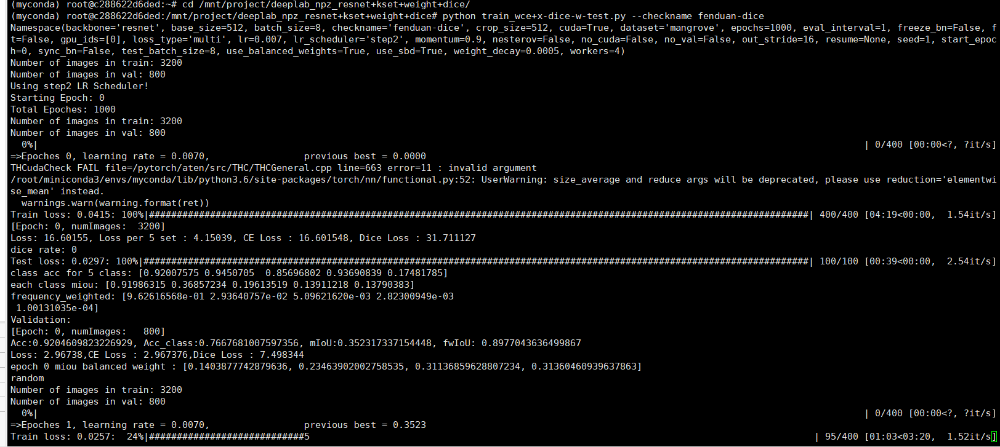 (myconda) root@c288622d6ded:~# cd /mnt/project/deeplab_npz_resnet+kset+weight+dice/
(myconda) root@c288622d6ded:/mnt/project/deeplab_npz_resnet+kset+weight+dice# python train_wce+x-dice-w-test.py --checkname fenduan-dice
Namespace(backbone='resnet', base_size=512, batch_size=8, checkname='fenduan-dice', crop_size=512, cuda=True, dataset='mangrove', epochs=1000, eval_interval=1, freeze_bn=False, f
t=False, gpu_ids=[0], loss_type='multi', lr=0.007, lr_scheduler='step2', momentum=0.9, nesterov=False, no_cuda=False, no_val=False, out_stride=16, resume=None, seed=1, start_epoc
h=0, sync_bn=False, test_batch_size=8, use_balanced_weights=True, use_sbd=True, weight_decay=0.0005, workers=4)
Number of images in train: 3200
Number of images in val: 800
Using step2 LR Scheduler!
Starting Epoch: 0
Total Epoches: 1000
Number of images in train: 3200
Number of images in val: 800
  0%|                                                                              | 0/400 [00:00<?, ?it/s]
=>Epoches 0, learning rate = 0.0070,                 previous best = 0.0000
THCudaCheck FAIL file=/pytorch/aten/src/THC/THCGeneral.cpp line=663 error=11 : invalid argument
/root/miniconda3/envs/myconda/lib/python3.6/site-packages/torch/nn/functional.py:52: UserWarning: size_average and reduce args will be deprecated, please use reduction='elementwi
se_mean' instead.
  warnings.warn(warning.format(ret))
Train loss: 0.0415: 100%|#######################################################################################################################| 400/400 [04:19<00:00,  1.54it/s]
[Epoch: 0, numImages:  3200]
Loss: 16.60155, Loss per 5 set : 4.15039, CE Loss : 16.601548, Dice Loss : 31.711127
dice rate: 0
Test loss: 0.0297: 100%|########################################################################################################################| 100/100 [00:39<00:00,  2.54it/s]
class acc for 5 class: [0.92007575 0.9450705  0.85696802 0.93690839 0.17481785]
each class miou: [0.91986315 0.36857234 0.19613519 0.13911218 0.13790383]
frequency_weighted: [9.62616568e-01 2.93640757e-02 5.09621620e-03 2.82300949e-03
 1.00131035e-04]
Validation:
[Epoch: 0, numImages:   800]
Acc:0.9204609823226929, Acc_class:0.7667681007597356, mIoU:0.352317337154448, fwIoU: 0.8977043636499867
Loss: 2.96738,CE Loss : 2.967376,Dice Loss : 7.498344
epoch 0 miou balanced weight : [0.1403877742879636, 0.23463902002758535, 0.31136859628807234, 0.31360460939637863]
random
Number of images in train: 3200
Number of images in val: 800
  0%|                                                                              | 0/400 [00:00<?, ?it/s]
=>Epoches 1, learning rate = 0.0070,                 previous best = 0.3523
Train loss: 0.0257:  24%|############################5                                              | 95/400 [01:03<03:20,  1.52it/s]